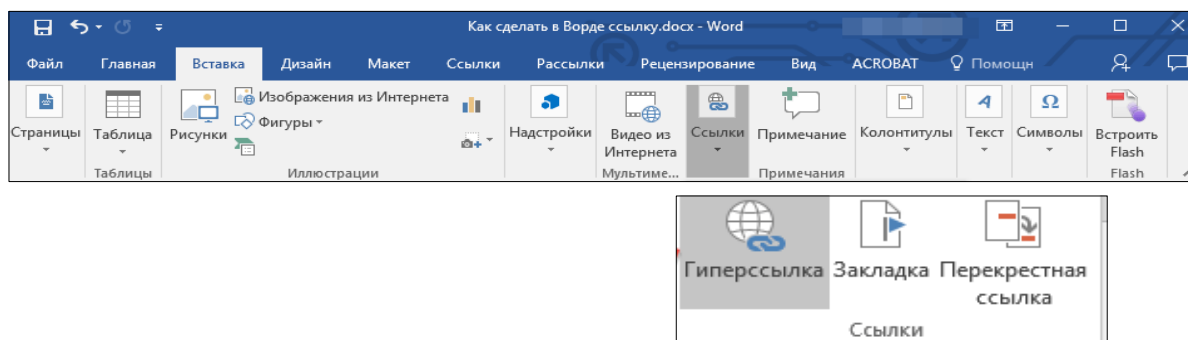 Как сделать в Ворде ссылку.docx - Word
Файл Главная Вставка Дизайн Макет Ссылки Рассылки Рецензирование Вид ACROBAT Помощн
Страницы
Таблица
Рисунки
Изображения из Интернета
Фигуры
Надстройки
Видео из
Интернета
Ссылки
Примечание
Колонтитулы
Текст
Символы
Встроить
Flash
Таблицы Иллюстрации Мультиме... Примечания Flash
Гиперссылка Закладка Перекрестная
ссылка
Ссылки